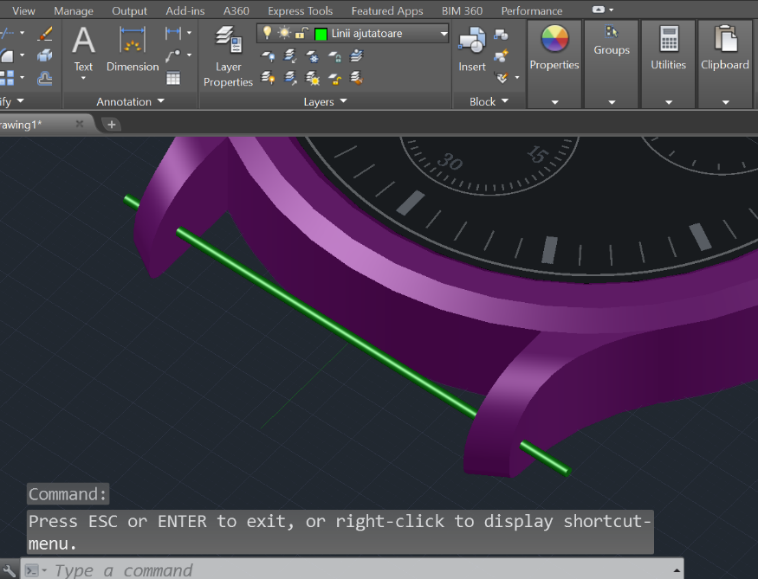 View Manage Output Add-ins A360 Express Tools Featured Apps BIM 360 Performance
Linii ajutatoare
Text Dimension Layer Properties Insert Properties Groups Utilities Clipboard
Annotation Layers Block
rawing1*
30
15
Command:
Press ESC or ENTER to exit, or right-click to display shortcut-
menu.
Type a command